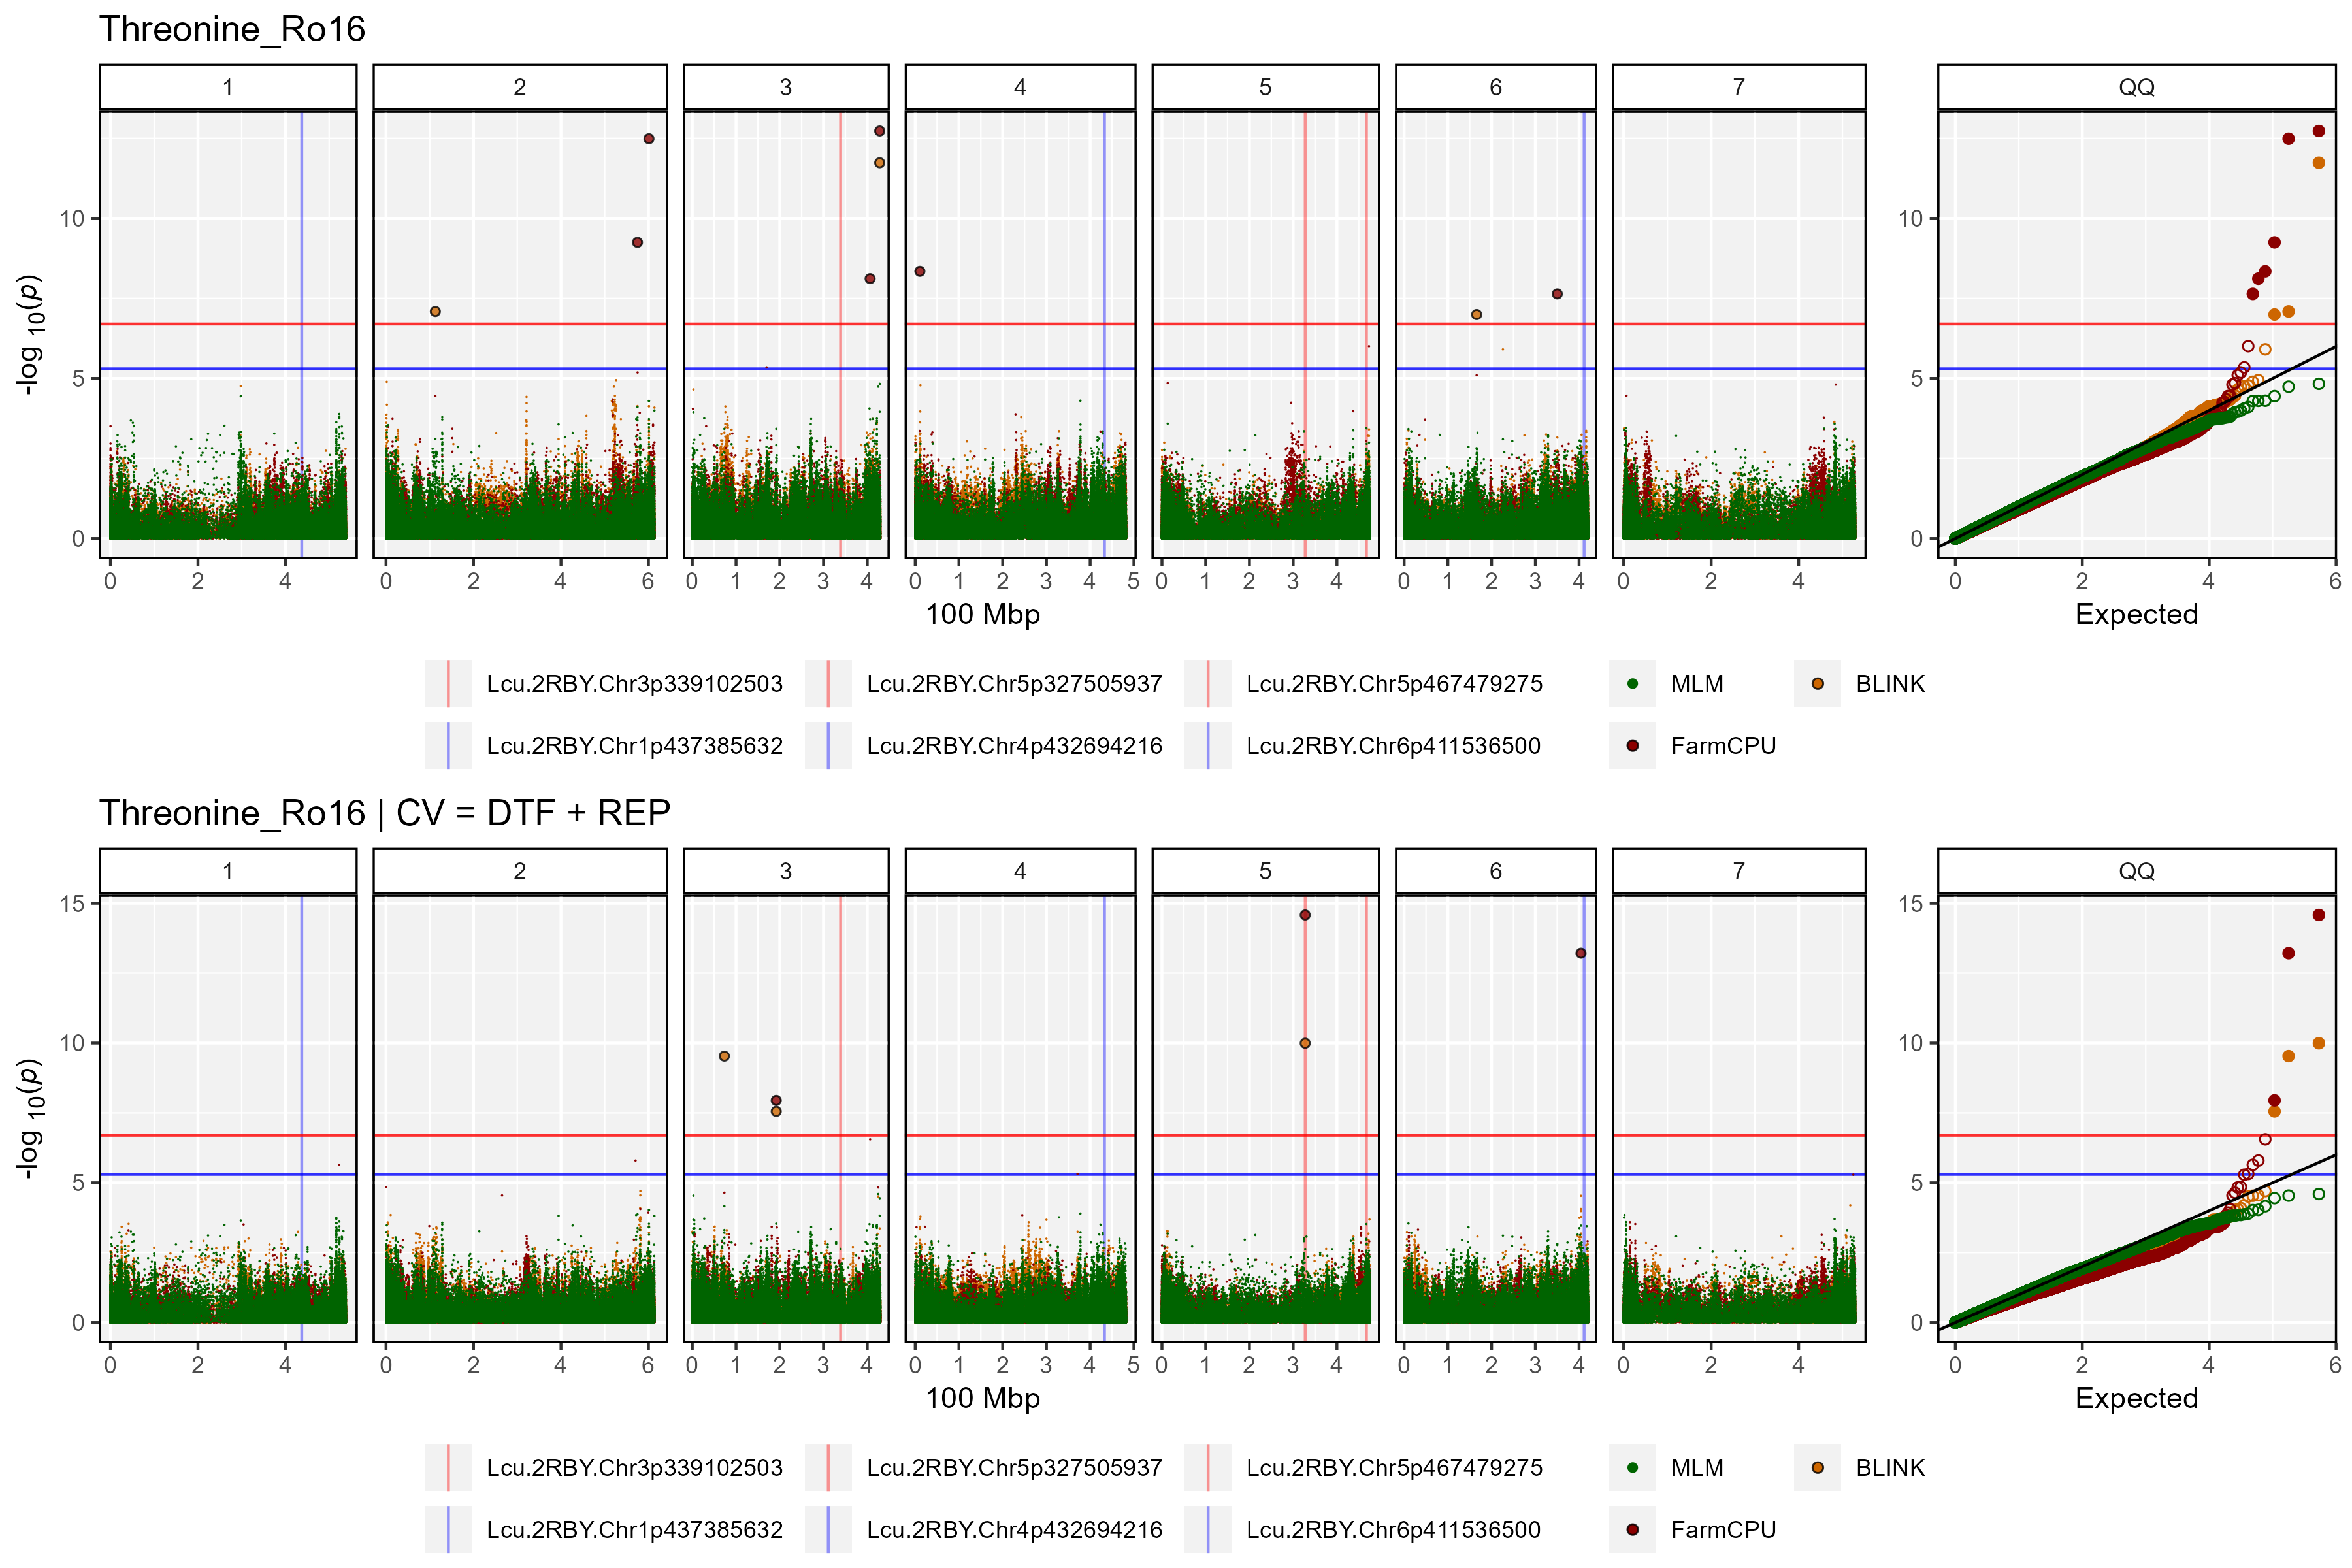 Threonine_Ro16
1 2 3 4 5 6 7 QQ
10 10
5 5
0 0
-log 10(p)
0 2 4 0 2 4 6 0 1 2 3 4 0 1 2 3 4 5 0 1 2 3 4 0 1 2 3 4 0 2 4 0 2 4 6
100 Mbp Expected
Lcu.2RBY.Chr3p339102503 Lcu.2RBY.Chr5p327505937 Lcu.2RBY.Chr5p467479275 MLM BLINK
Lcu.2RBY.Chr1p437385632 Lcu.2RBY.Chr4p432694216 Lcu.2RBY.Chr6p411536500 FarmCPU
Threonine_Ro16 | CV = DTF + REP
1 2 3 4 5 6 7 QQ
15 15
10 10
5 5
0 0
-log 10(p)
0 2 4 0 2 4 6 0 1 2 3 4 0 1 2 3 4 5 0 1 2 3 4 0 1 2 3 4 0 2 4 0 2 4 6
100 Mbp Expected
Lcu.2RBY.Chr3p339102503 Lcu.2RBY.Chr5p327505937 Lcu.2RBY.Chr5p467479275 MLM BLINK
Lcu.2RBY.Chr1p437385632 Lcu.2RBY.Chr4p432694216 Lcu.2RBY.Chr6p411536500 FarmCPU